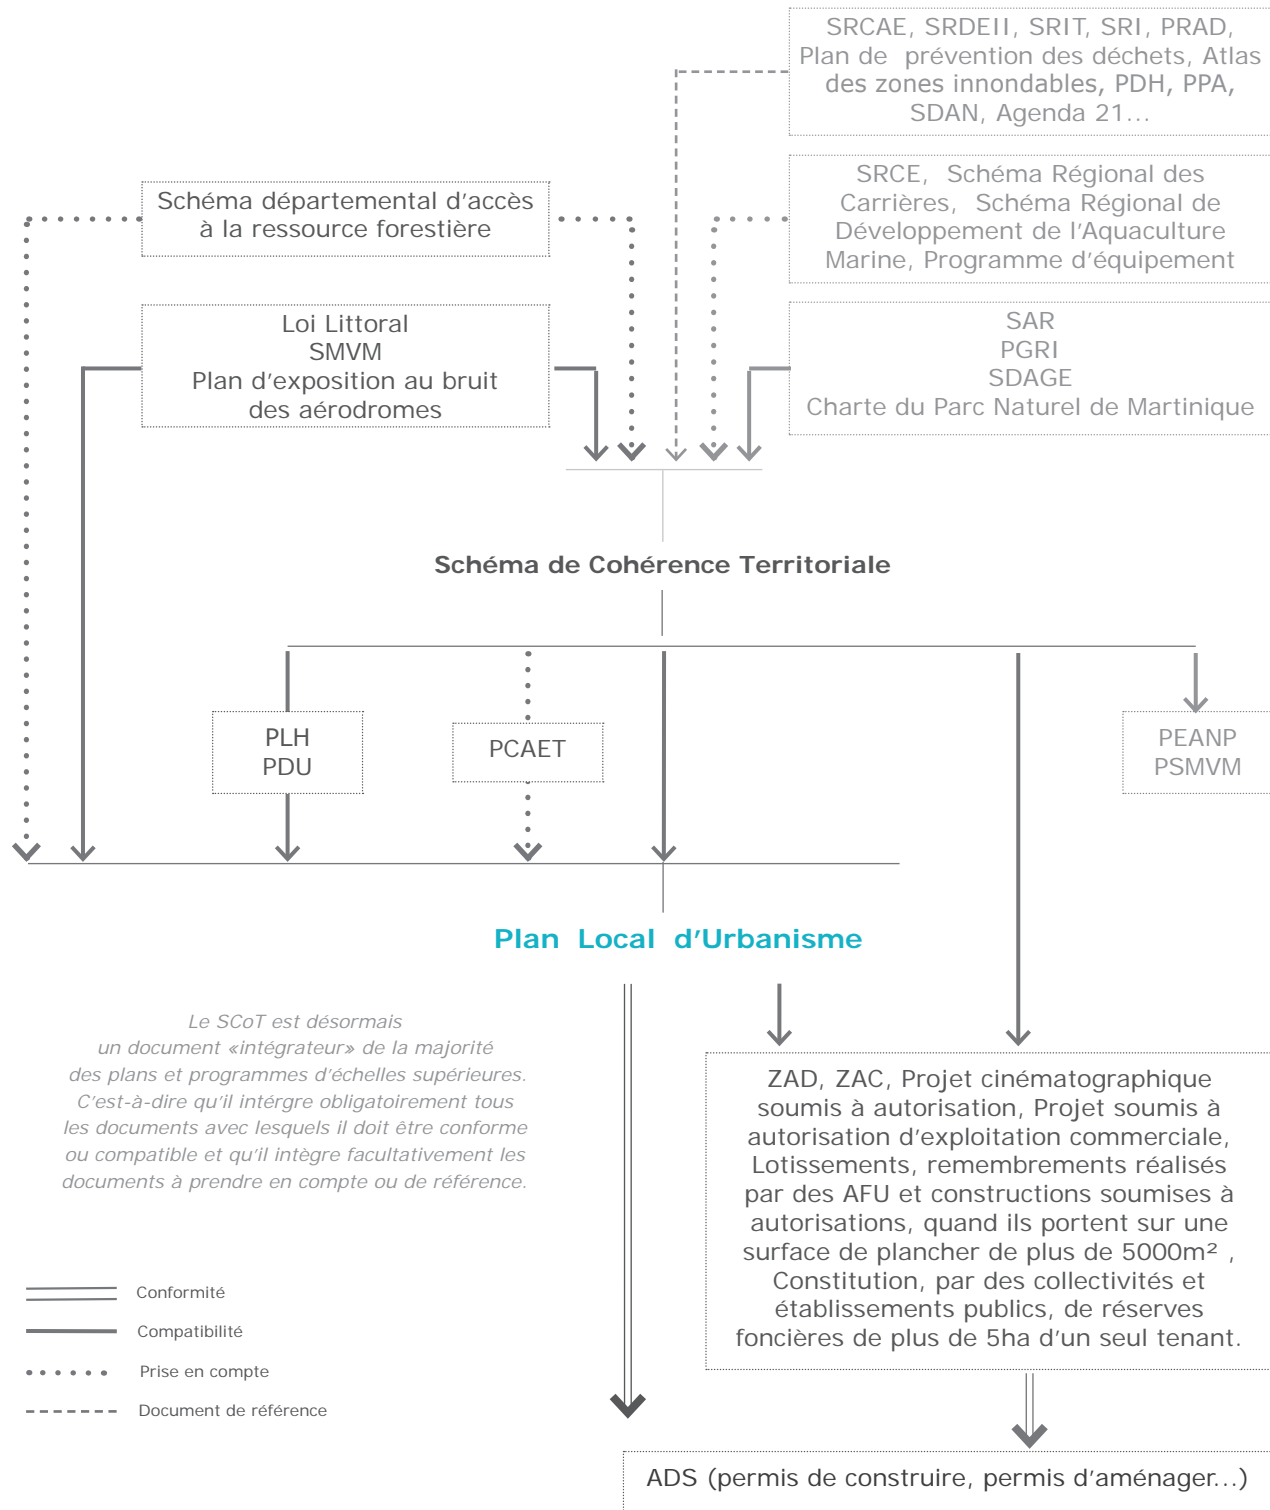 SRCAE, SRDEII, SRIT, SRI, PRAD,
Plan de prévention des déchets, Atlas
des zones innondables, PDH, PPA,
SDAN, Agenda 21...
SRCE, Schéma Régional des
Carrières, Schéma Régional de
Développement de l'Aquaculture
Marine, Programme d'équipement
Schéma départemental d'accès
à la ressource forestière
Loi Littoral
SMVM
Plan d'exposition au bruit
des aérodromes
SAR
PGRI
SDAGE
Charte du Parc Naturel de Martinique
Schéma de Cohérence Territoriale
PLH
PDU
PCAET
PEANP
PSMVM
Plan Local d'Urbanisme
Le SCoT est désormais
un document «intégrateur» de la majorité
des plans et programmes d'échelles supérieures.
C'est-à-dire qu'il intérgre obligatoirement tous
les documents avec lesquels il doit être conforme
ou compatible et qu'il intègre facultativement les
documents à prendre en compte ou de référence.
ZAD, ZAC, Projet cinématographique
soumis à autorisation, Projet soumis à
autorisation d'exploitation commerciale,
Lotissements, remembrements réalisés
par des AFU et constructions soumises à
autorisations, quand ils portent sur une
surface de plancher de plus de 5000m² ,
Constitution, par des collectivités et
établissements publics, de réserves
foncières de plus de 5ha d'un seul tenant.
Conformité
Compatibilité
Prise en compte
Document de référence
ADS (permis de construire, permis d'aménager...)